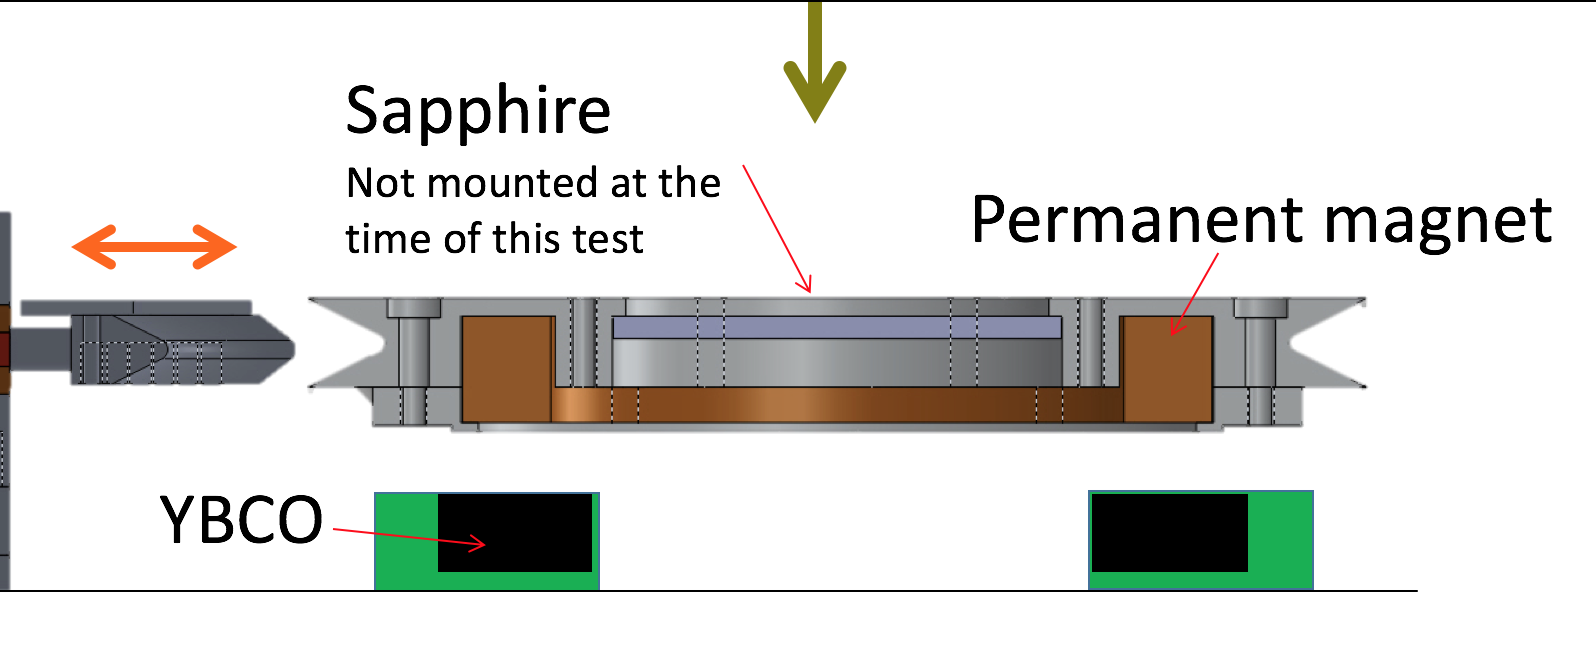 Sapphire
Not mounted at the
time of this test
Permanent magnet
YBCO